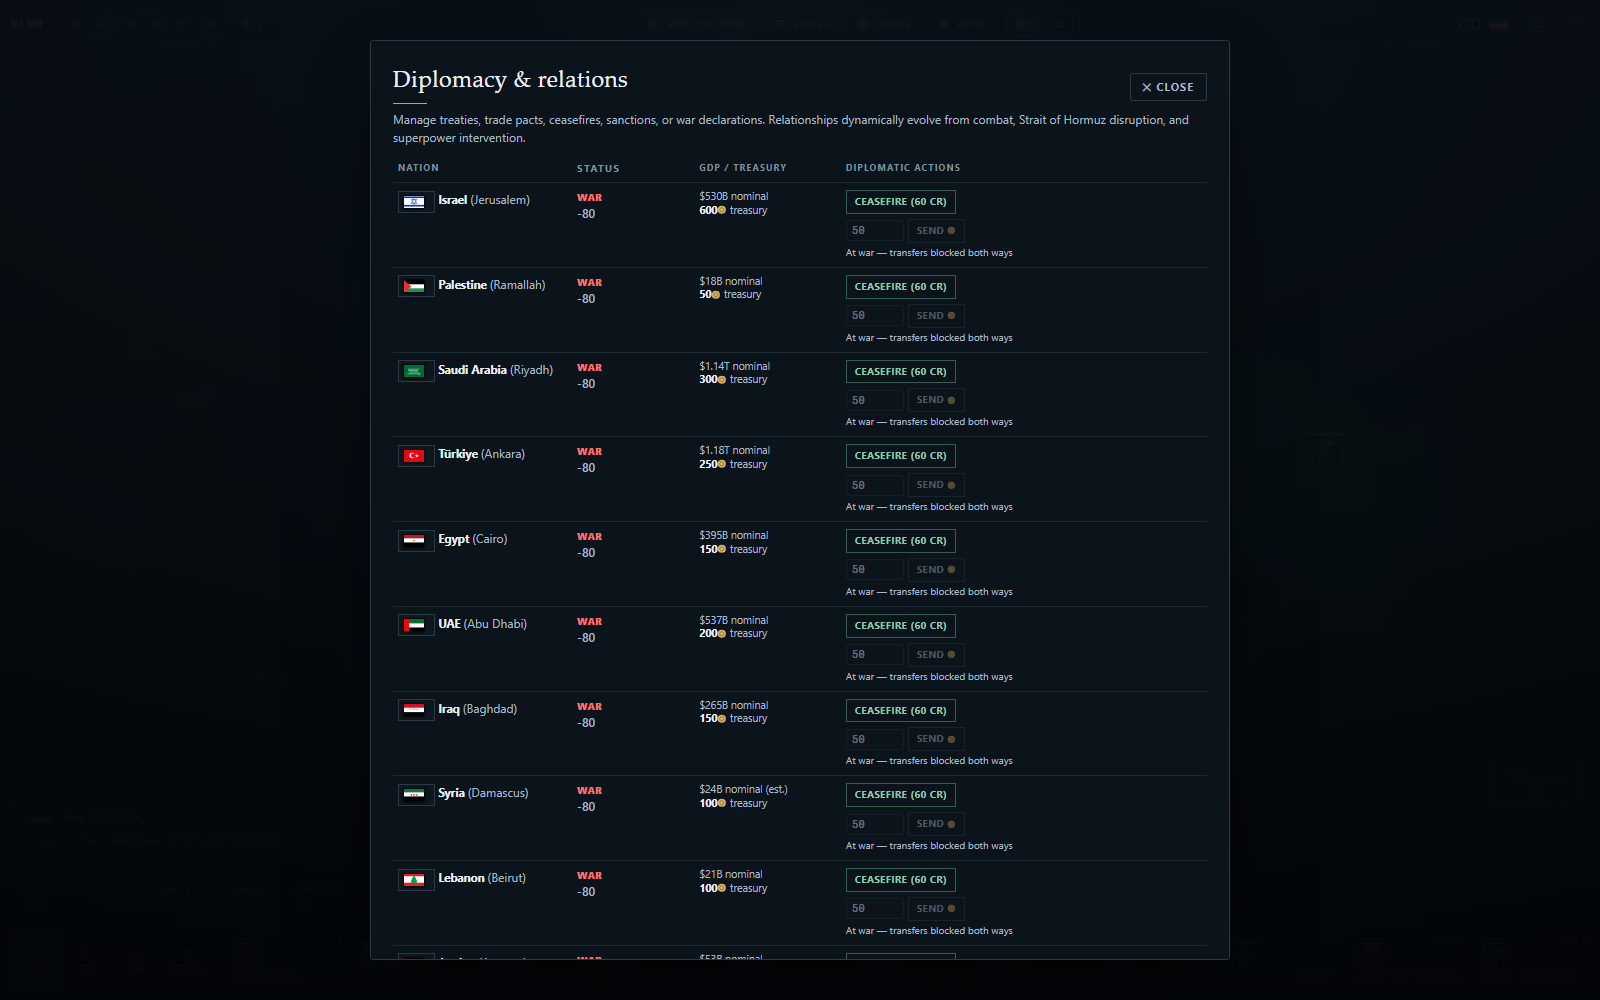 0:00
Diplomacy & relations
✕ CLOSE
Manage treaties, trade pacts, ceasefires, sanctions, or war declarations. Relationships dynamically evolve from combat, Strait of Hormuz disruption, and
superpower intervention.
NATION STATUS GDP / TREASURY DIPLOMATIC ACTIONS
Israel (Jerusalem) WAR $530B nominal CEASEFIRE (60 CR)
-80 600 treasury
50 SEND
At war — transfers blocked both ways
Palestine (Ramallah) WAR $18B nominal CEASEFIRE (60 CR)
-80 50 treasury
50 SEND
At war — transfers blocked both ways
Saudi Arabia (Riyadh) WAR $1.14T nominal CEASEFIRE (60 CR)
-80 300 treasury
50 SEND
At war — transfers blocked both ways
Türkiye (Ankara) WAR $1.18T nominal CEASEFIRE (60 CR)
-80 250 treasury
50 SEND
At war — transfers blocked both ways
Egypt (Cairo) WAR $395B nominal CEASEFIRE (60 CR)
-80 150 treasury
50 SEND
At war — transfers blocked both ways
UAE (Abu Dhabi) WAR $537B nominal CEASEFIRE (60 CR)
-80 200 treasury
50 SEND
At war — transfers blocked both ways
Iraq (Baghdad) WAR $265B nominal CEASEFIRE (60 CR)
-80 150 treasury
50 SEND
At war — transfers blocked both ways
Syria (Damascus) WAR $24B nominal (est.) CEASEFIRE (60 CR)
-80 100 treasury
50 SEND
At war — transfers blocked both ways
Lebanon (Beirut) WAR $21B nominal CEASEFIRE (60 CR)
-80 100 treasury
50 SEND
At war — transfers blocked both ways
WAR $53B nominal